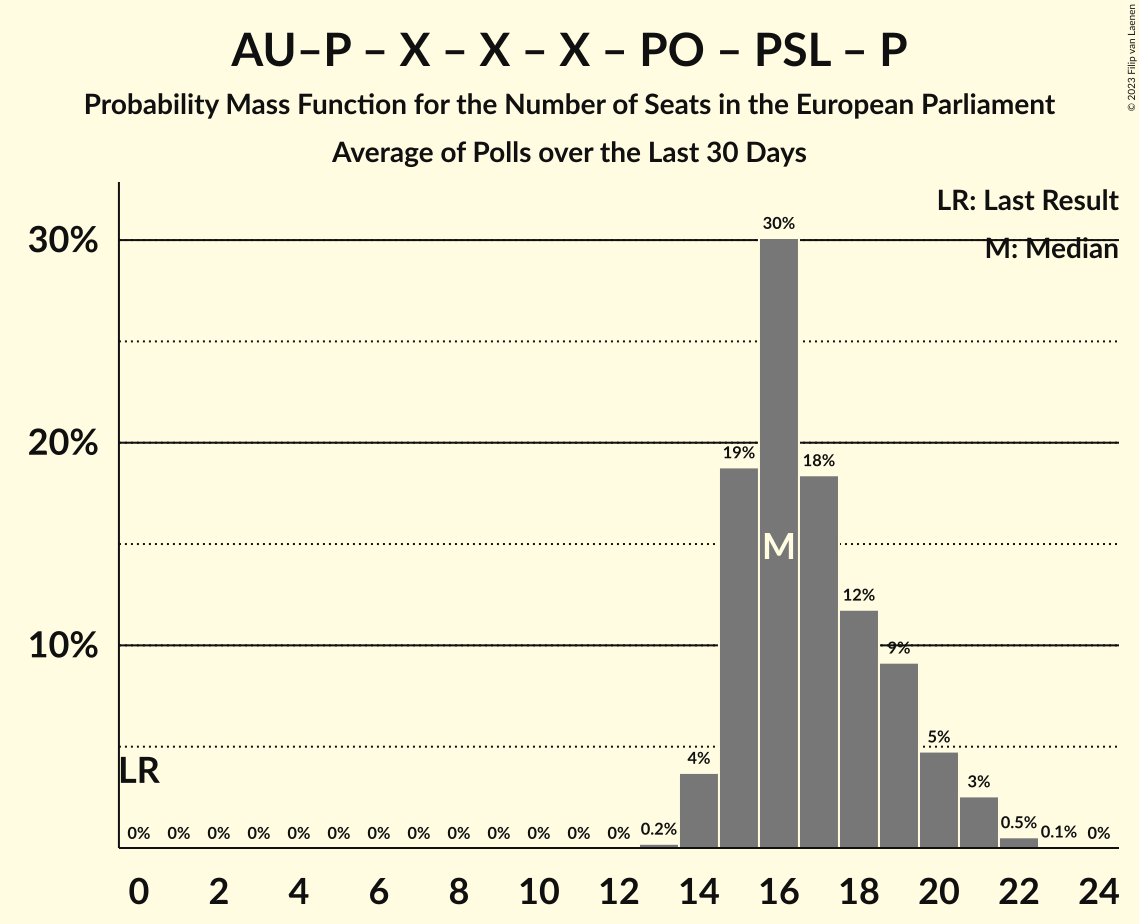 AU–P – X – X – X – PO – PSL – P
Probability Mass Function for the Number of Seats in the European Parliament
Average of Polls over the Last 30 Days
© 2023 Filip van Laenen
LR: Last Result
M: Median
30%
20%
10%
30%
19%
18%
12%
9%
5%
4%
3%
0.5%
0.2%
0.1%
0%
M
LR
0% 0% 0% 0% 0% 0% 0% 0% 0% 0% 0% 0% 0%
0 2 4 6 8 10 12 14 16 18 20 22 24